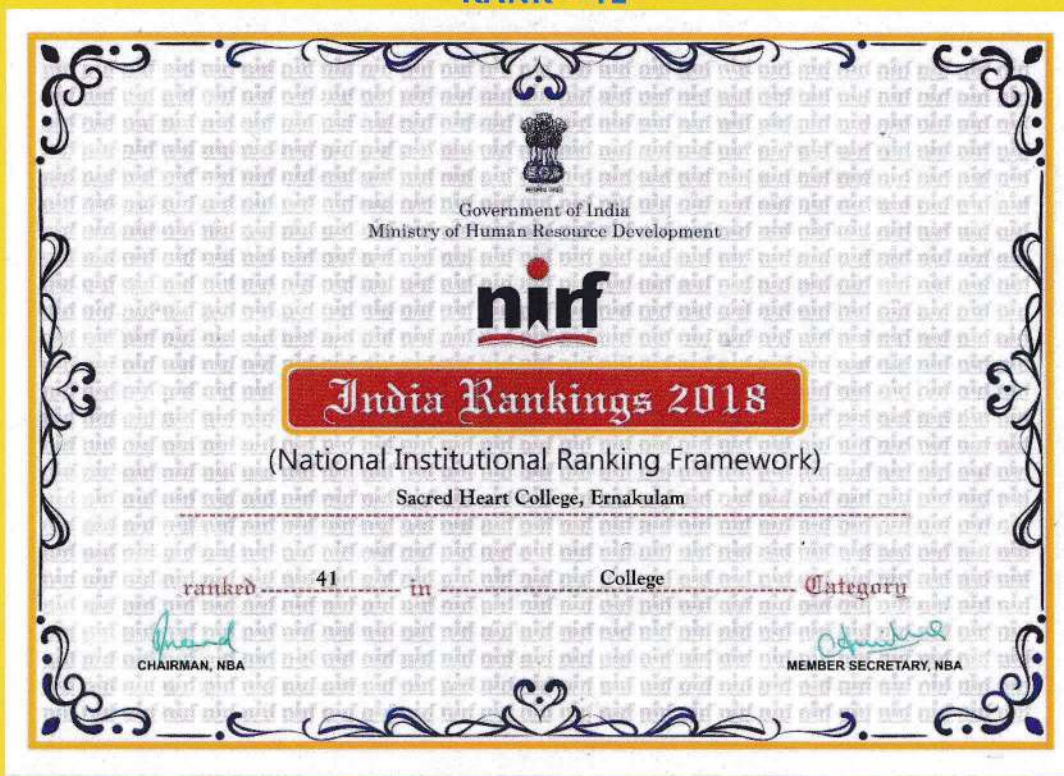 RANK
Government of India
Ministry of Human Resource Development
nirf
India Rankings 2018
(National Institutional Ranking Framework)
Sacred Heart College, Ernakulam
ranked 41 in College Category
CHAIRMAN, NBA
MEMBER SECRETARY, NBA